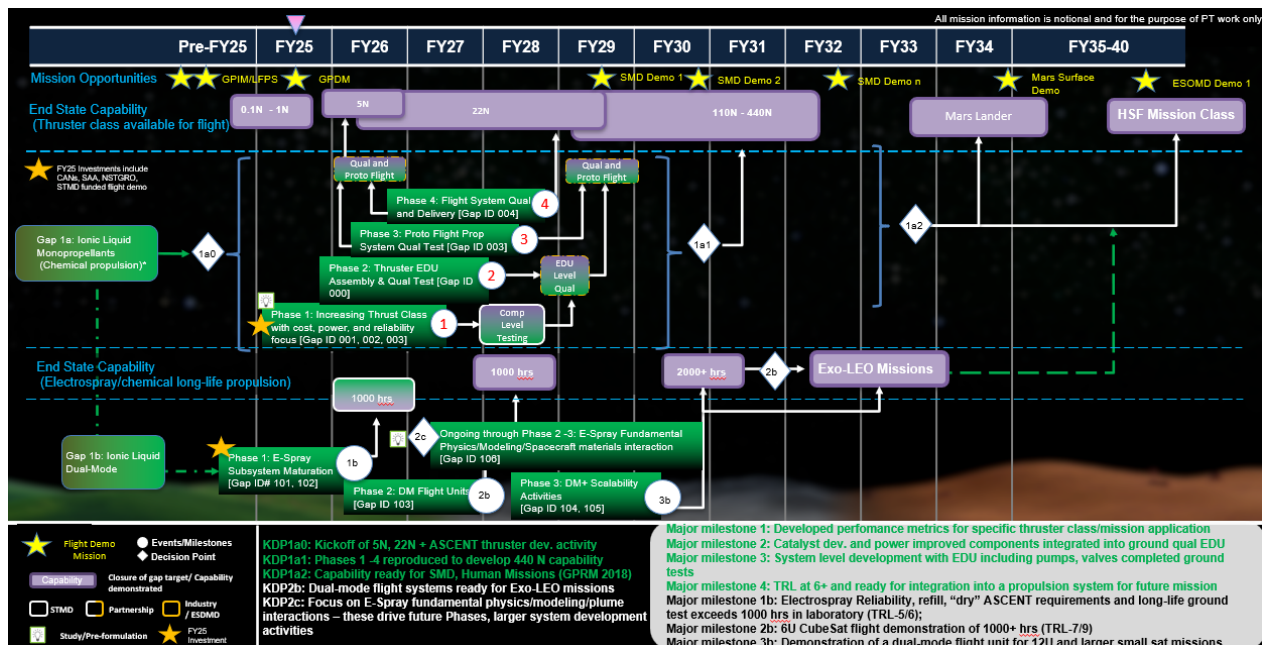 All mission information is notional and for the purpose of PT work only
Pre-FY25
FY25
FY26
FY27
FY28
FY29
FY30
FY31
FY32
FY33
FY34
FY35-40
Mission Opportunities
GPIM/LFPS
GPDM
SMD Demo 1
SMD Demo 2
SMD Demo n
Mars Surface
Demo
ESOMD Demo 1
End State Capability
(Thruster class available for flight)
0.1N - 1N
5N
22N
110N - 440N
Mars Lander
HSF Mission Class
FY25 Investments include
CANs, SAA, NSTGRO,
STMD funded flight demo
Qual and
Proto Flight
Qual and
Proto Flight
Phase 4: Flight System Qual
and Delivery [Gap ID 004]
4
Phase 3: Proto Flight Prop
System Qual Test [Gap ID 003]
3
Gap 1a: Ionic Liquid
Monopropellants
(Chemical propulsion)*
1a0
1a1
1a2
Phase 2: Thruster EDU
Assembly & Qual Test [Gap ID
000]
2
EDU
Level
Qual
Phase 1: Increasing Thrust Class
with cost, power, and reliability
focus [Gap ID 001, 002, 003]
1
Comp
Level
Testing
End State Capability
(Electrospray/chemical long-life propulsion)
1000 hrs
2000+ hrs
2b
Exo-LEO Missions
1000 hrs
Gap 1b: Ionic Liquid
Dual-Mode
Phase 1: E-Spray
Subsystem Maturation
[Gap ID# 101, 102]
1b
2c
Ongoing through Phase 2 -3: E-Spray Fundamental
Physics/Modeling/Spacecraft materials interaction
[Gap ID 106]
Phase 2: DM Flight Units
[Gap ID 103]
2b
Phase 3: DM+ Scalability
Activities
[Gap ID 104, 105]
3b
Flight Demo
Mission
Events/Milestones
Decision Point
Capability
Closure of gap target/ Capability
demonstrated
STMD
Partnership
Industry
/ ESDMD
Study/Pre-formulation
FY25
Investment
KDP1a0: Kickoff of 5N, 22N + ASCENT thruster dev. activity
KDP1a1: Phases 1 -4 reproduced to develop 440 N capability
KDP1a2: Capability ready for SMD, Human Missions (GPRM 2018)
KDP2b: Dual-mode flight systems ready for Exo-LEO missions
KDP2c: Focus on E-Spray fundamental physics/modeling/plume
interactions – these drive future Phases, larger system development
activities
Major milestone 1: Developed perfomance metrics for specific thruster class/mission application
Major milestone 2: Catalyst dev. and power improved components integrated into ground qual EDU
Major milestone 3: System level development with EDU including pumps, valves completed ground
tests
Major milestone 4: TRL at 6+ and ready for integration into a propulsion system for future mission
Major milestone 1b: Electrospray Reliability, refill, “dry” ASCENT requirements and long-life ground
test exceeds 1000 hrs in laboratory (TRL-5/6);
Major milestone 2b: 6U CubeSat flight demonstration of 1000+ hrs (TRL-7/9)
Major milestone 3b: Demonstration of a dual-mode flight unit for 12U and larger small sat missions